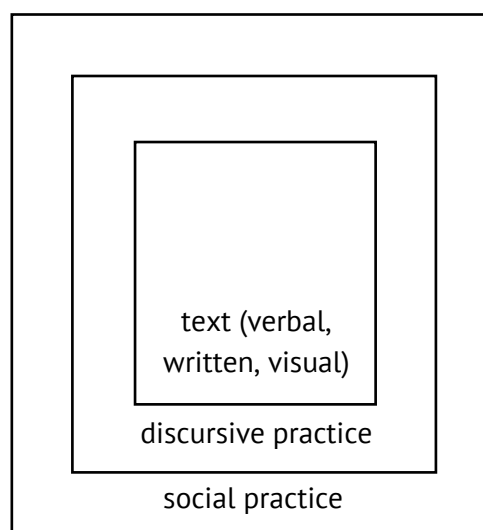 text (verbal,
written, visual)
discursive practice
social practice